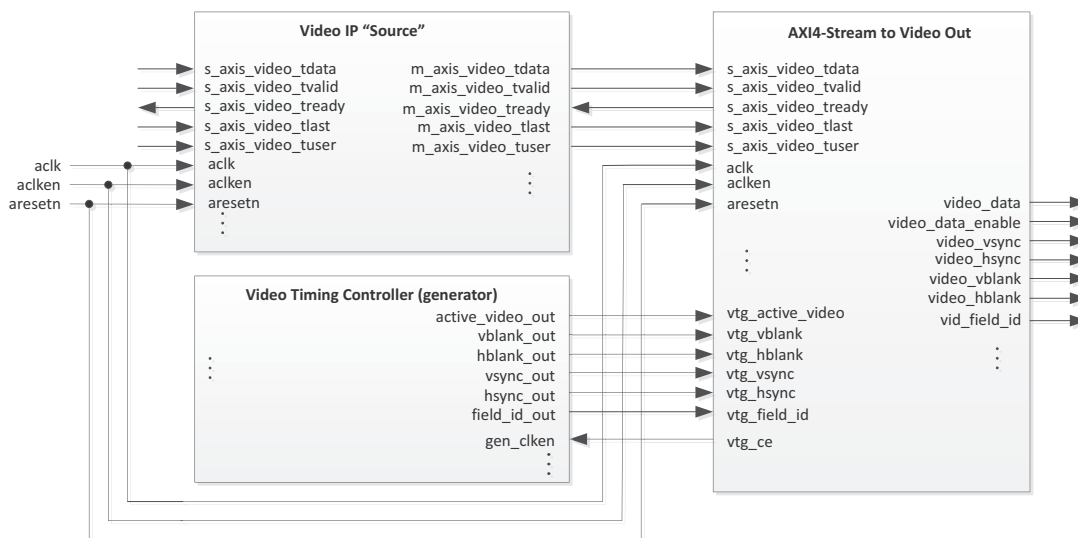 Video IP “Source”
s_axis_video_tdata
s_axis_video_tvalid
s_axis_video_tready
s_axis_video_tlast
s_axis_video_tuser
aclk
aclken
aresetn
m_axis_video_tdata
m_axis_video_tvalid
m_axis_video_tready
m_axis_video_tlast
m_axis_video_tuser
aclk
aclken
aresetn
Video Timing Controller (generator)
active_video_out
vblank_out
hblank_out
vsync_out
hsync_out
field_id_out
gen_clken
AXI4-Stream to Video Out
s_axis_video_tdata
s_axis_video_tvalid
s_axis_video_tready
s_axis_video_tlast
s_axis_video_tuser
aclk
aclken
aresetn
vtg_active_video
vtg_vblank
vtg_hblank
vtg_vsync
vtg_hsync
vtg_field_id
vtg_ce
video_data
video_data_enable
video_vsync
video_hsync
video_vblank
video_hblank
vid_field_id